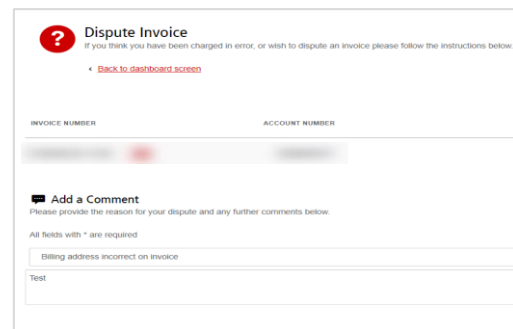 ?
Dispute Invoice
If you think you have been charged in error, or wish to dispute an invoice please follow the instructions below.
Back to dashboard screen
INVOICE NUMBER ACCOUNT NUMBER
Add a Comment
Please provide the reason for your dispute and any further comments below.
All fields with * are required
Billing address incorrect on invoice
Test